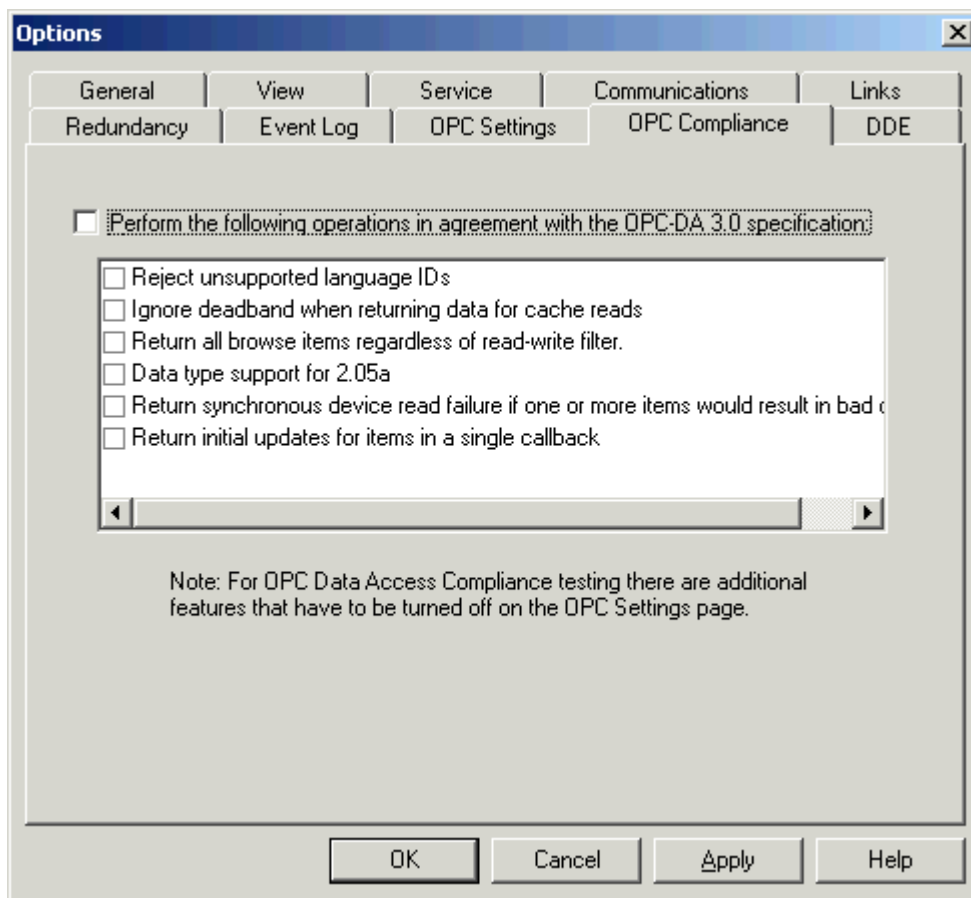 Options
General View Service Communications Links
Redundancy Event Log OPC Settings OPC Compliance DDE
Perform the following operations in agreement with the OPC-DA 3.0 specification:
Reject unsupported language IDs
Ignore deadband when returning data for cache reads
Return all browse items regardless of read-write filter.
Data type support for 2.05a
Return synchronous device read failure if one or more items would result in bad
Return initial updates for items in a single callback
Note: For OPC Data Access Compliance testing there are additional
features that have to be turned off on the OPC Settings page.
OK Cancel Apply Help